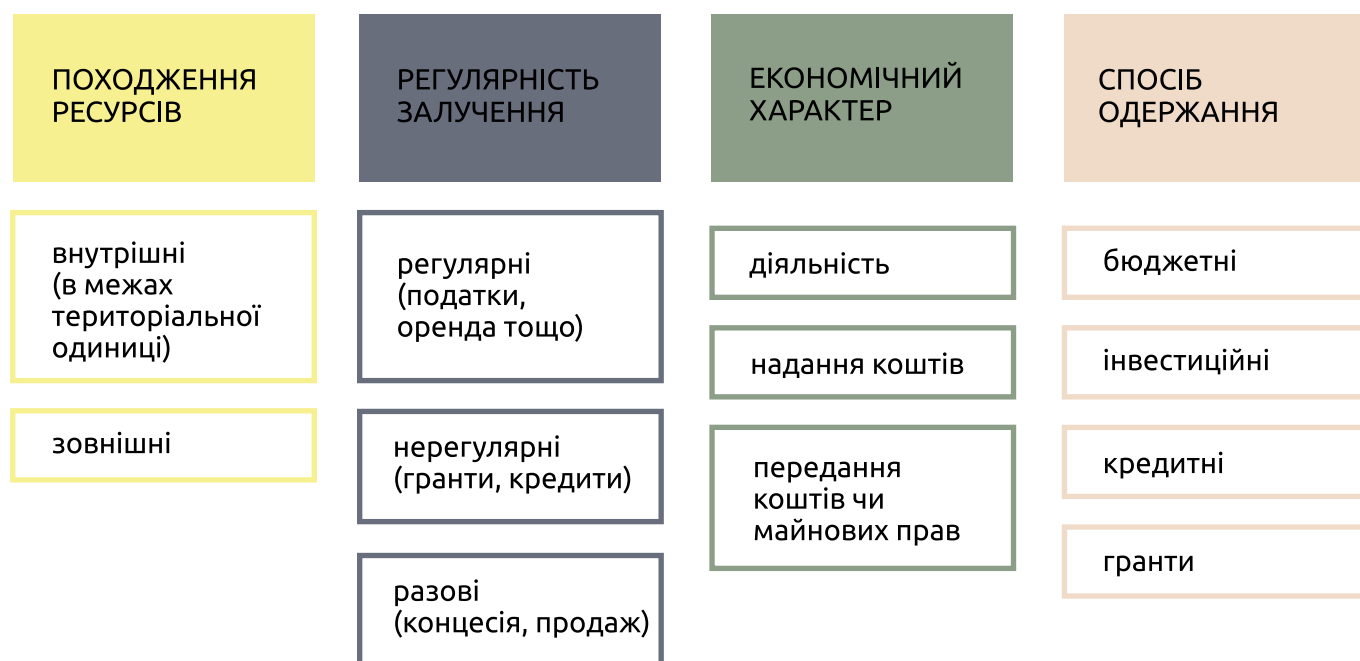 ПОХОДЖЕННЯ
РЕСУРСІВ
внутрішні
(в межах
територіальної
одиниці)
зовнішні
РЕГУЛЯРНІСТЬ
ЗАЛУЧЕННЯ
регулярні
(податки,
оренда тощо)
нерегулярні
(гранти, кредити)
разові
(концесія, продаж)
ЕКОНОМІЧНИЙ
ХАРАКТЕР
діяльність
надання коштів
передання
коштів чи
майнових прав
СПОСІБ
ОДЕРЖАННЯ
бюджетні
інвестиційні
кредитні
гранти